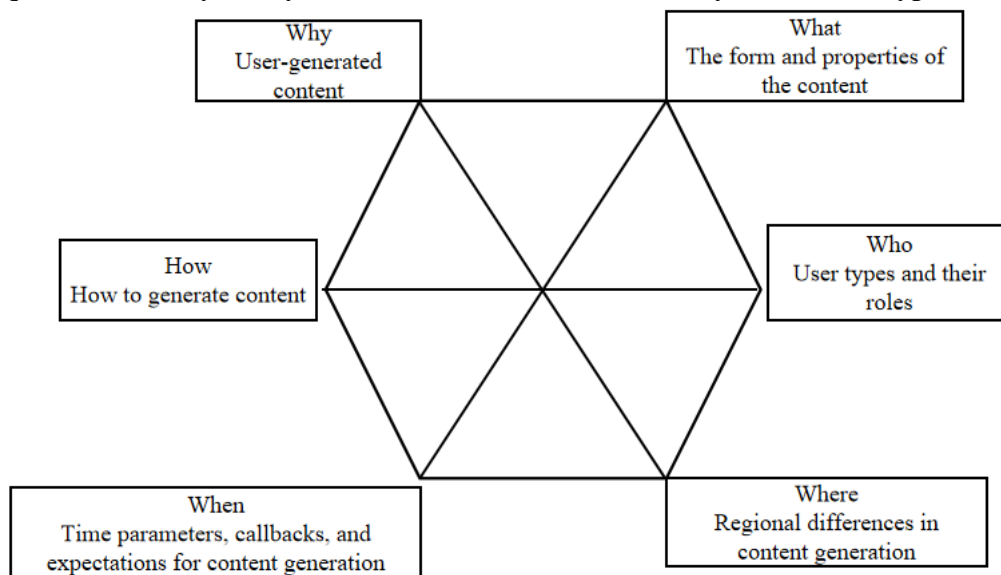 Why
User-generated
content
What
The form and properties of
the content
How
How to generate content
Who
User types and their
roles
When
Time parameters, callbacks, and
expectations for content generation
Where
Regional differences in
content generation